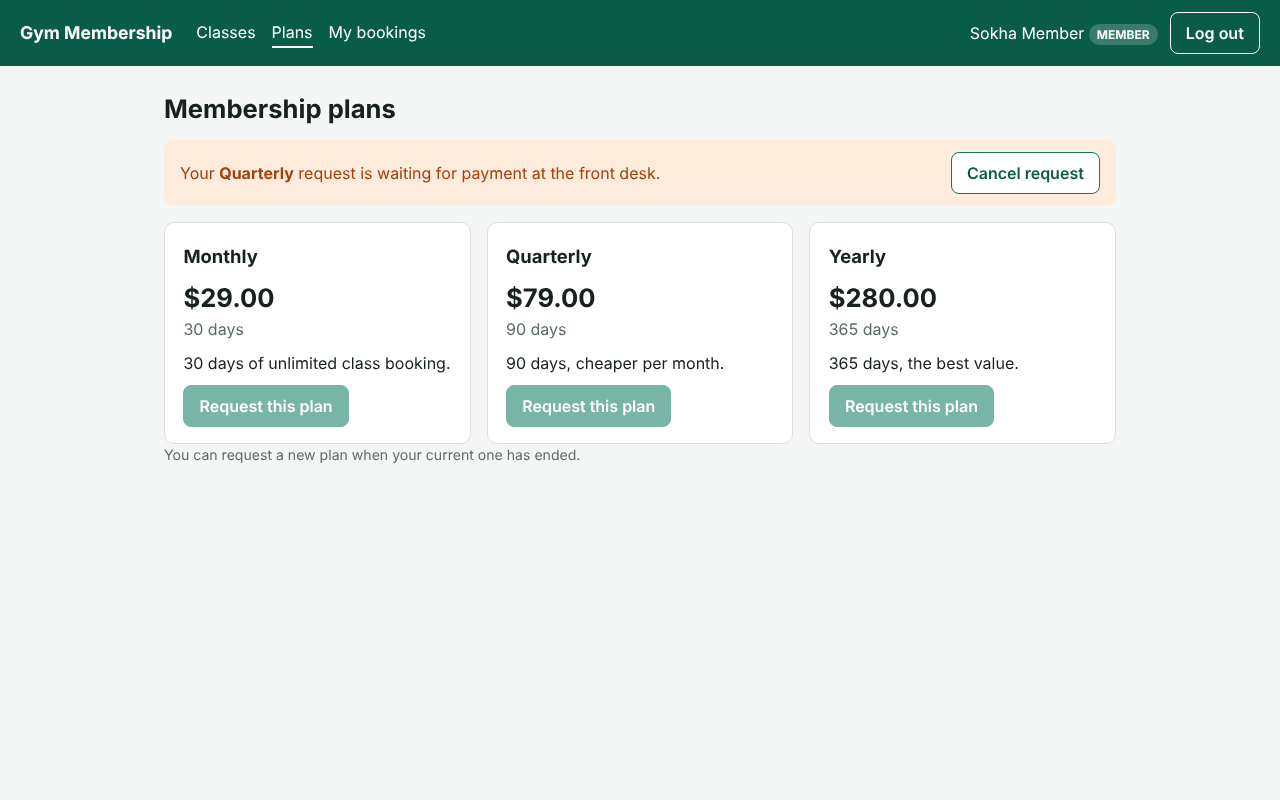 Gym Membership Classes Plans My bookings Sokha Member MEMBER Log out
Membership plans
Your Quarterly request is waiting for payment at the front desk. Cancel request
Monthly
$29.00
30 days
30 days of unlimited class booking.
Request this plan
Quarterly
$79.00
90 days
90 days, cheaper per month.
Request this plan
Yearly
$280.00
365 days
365 days, the best value.
Request this plan
You can request a new plan when your current one has ended.